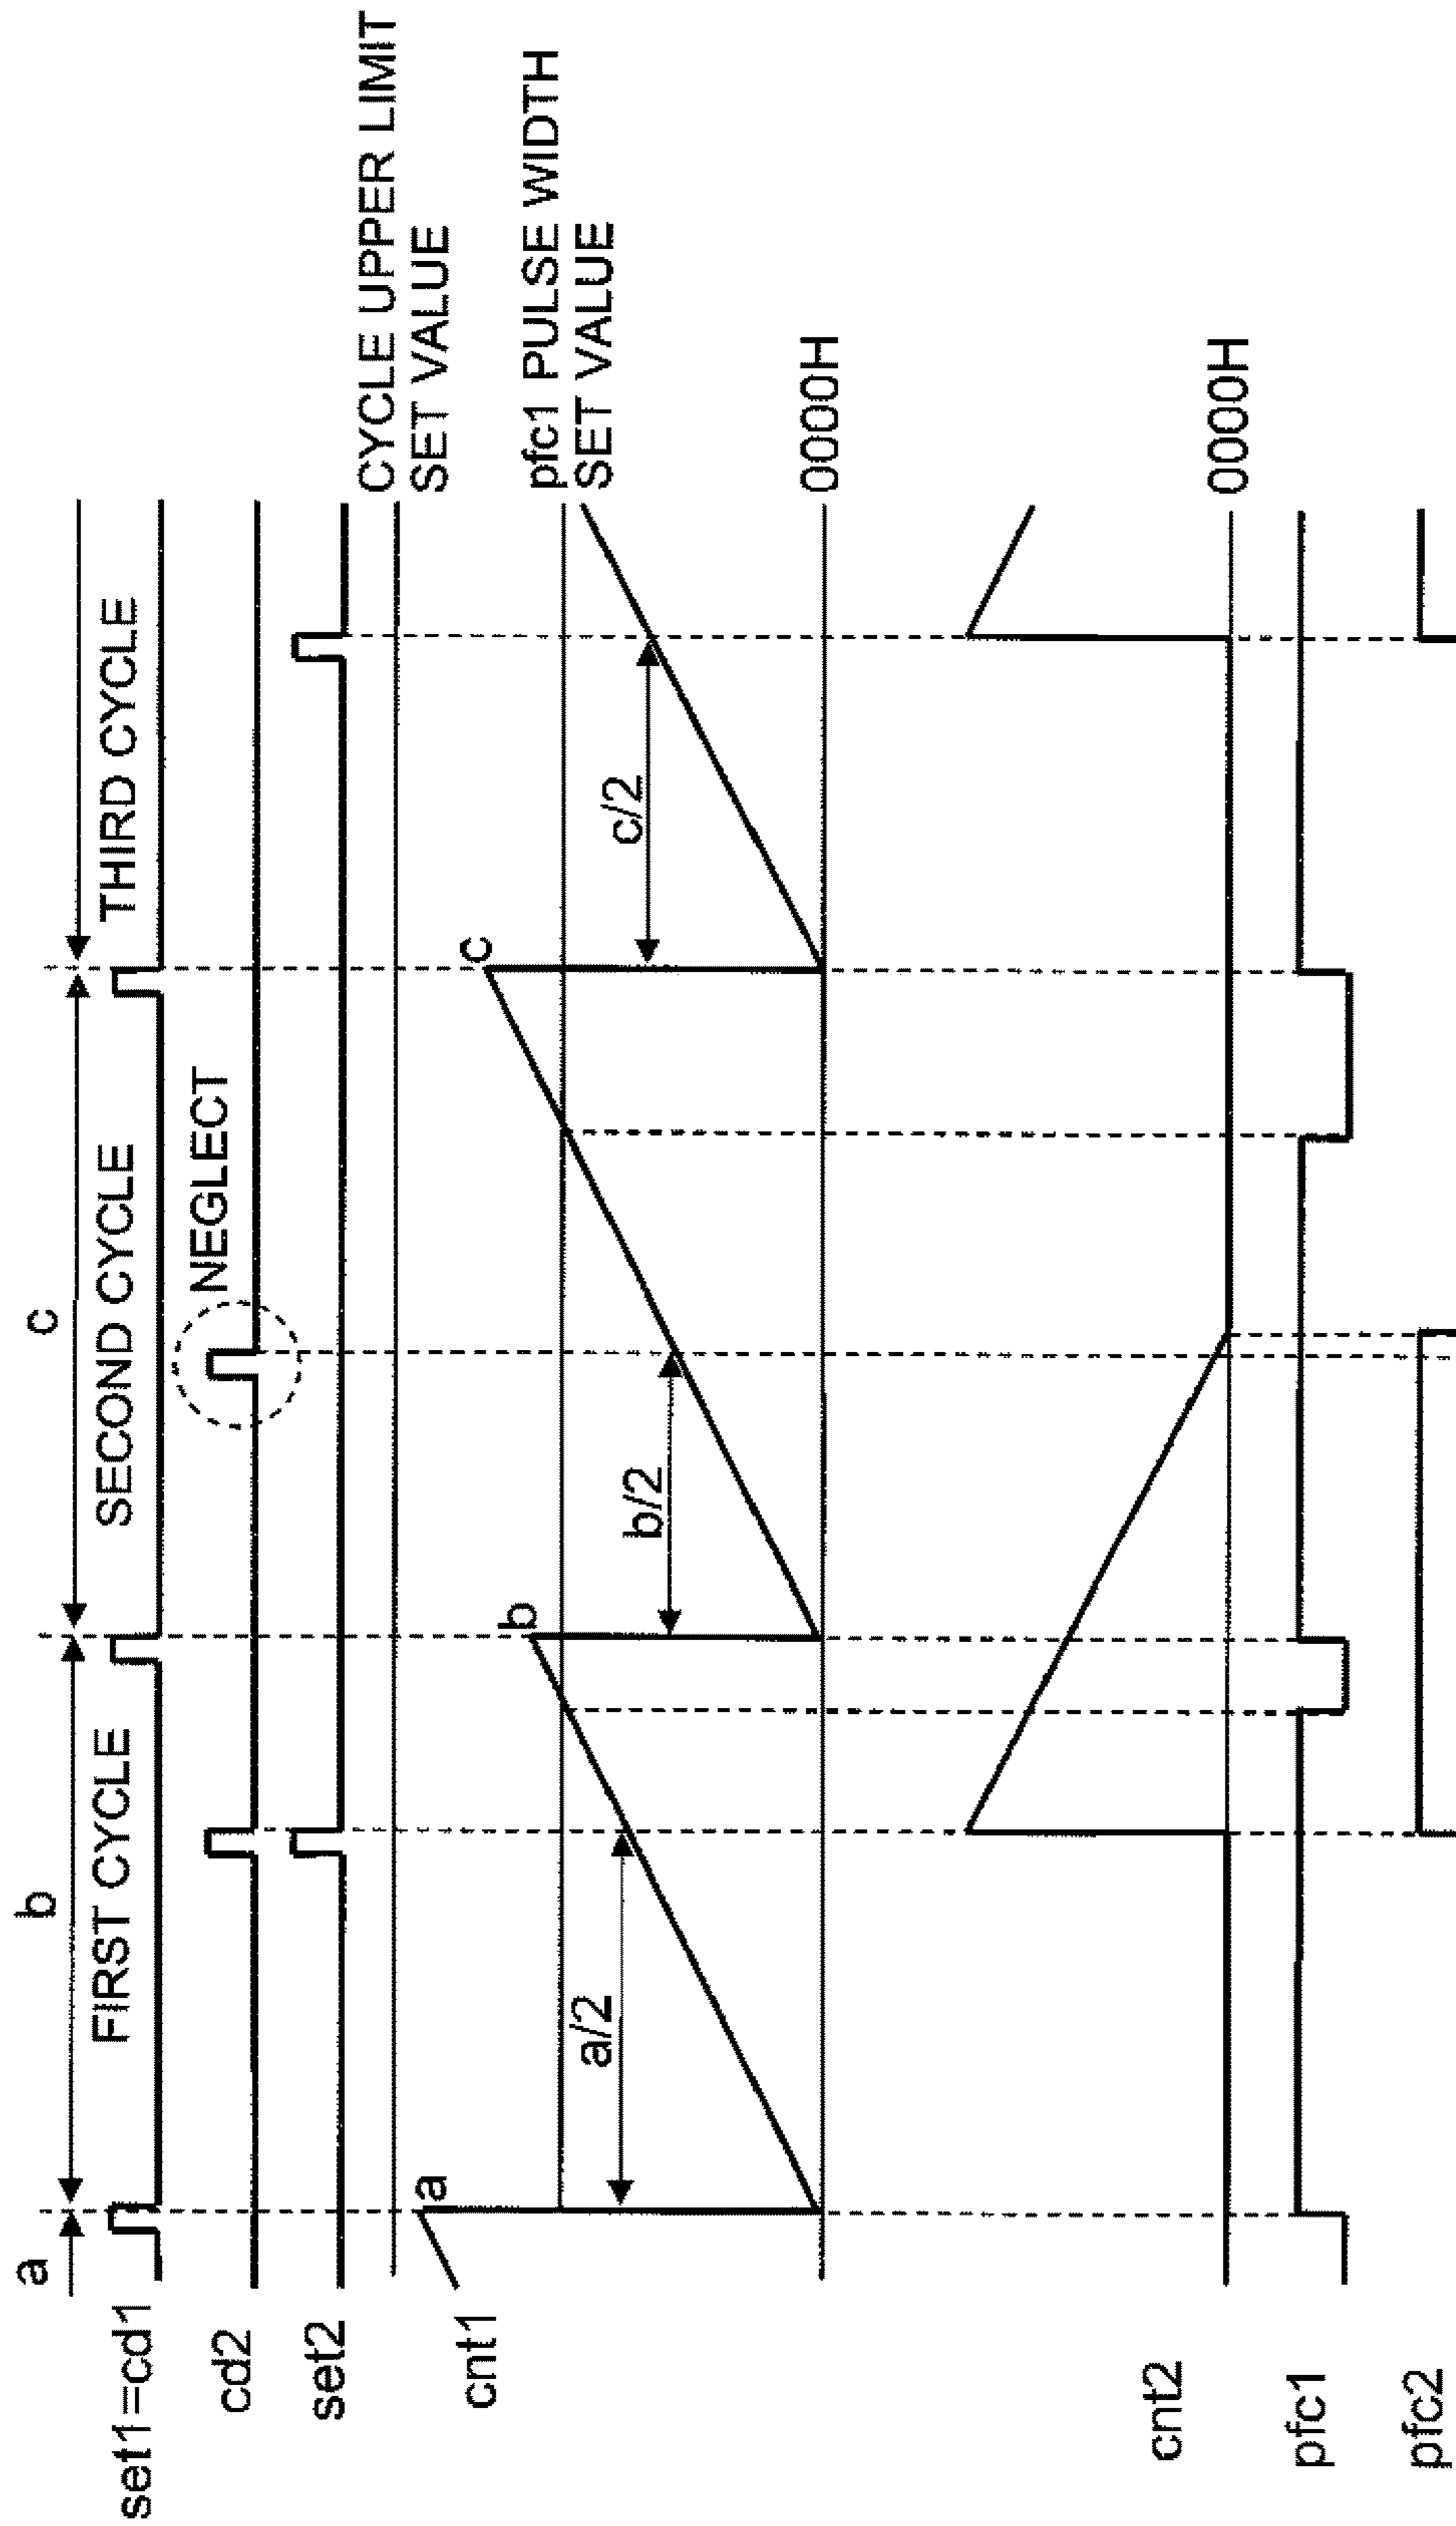 a
b
c
FIRST CYCLE
SECOND CYCLE
THIRD CYCLE
set1=cd1
NEGLECT
cd2
set2
CYCLE UPPER LIMIT
SET VALUE
a
b
c
cnt1
pfc1 PULSE WIDTH
SET VALUE
a/2
b/2
c/2
0000H
cnt2
0000H
pfc1
pfc2